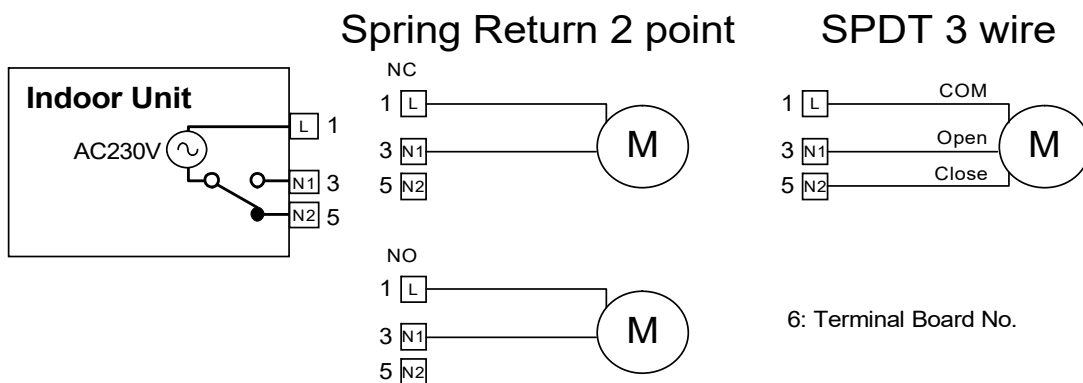 Spring Return 2 point
SPDT 3 wire
Indoor Unit
AC230V
L 1
N1 3
N2 5
NC
1 L
3 N1
5 N2
M
NO
1 L
3 N1
5 N2
M
1 L COM
3 N1 Open
5 N2 Close
M
6: Terminal Board No.